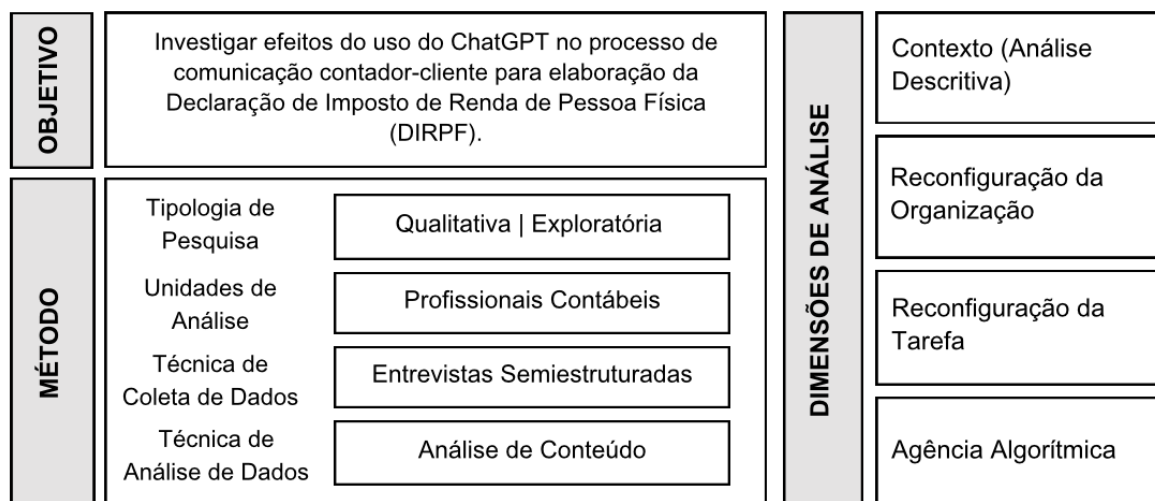 OBJETIVO
Investigar efeitos do uso do ChatGPT no processo de
comunicação contador-cliente para elaboração da
Declaração de Imposto de Renda de Pessoa Física
(DIRPF).
MÉTODO
Tipologia de
Pesquisa
Qualitativa | Exploratória
Unidades de
Análise
Profissionais Contábeis
Técnica de
Coleta de Dados
Entrevistas Semiestruturadas
Técnica de
Análise de Dados
Análise de Conteúdo
DIMENSÕES DE ANÁLISE
Contexto (Análise
Descritiva)
Reconfiguração da
Organização
Reconfiguração da
Tarefa
Agência Algorítmica